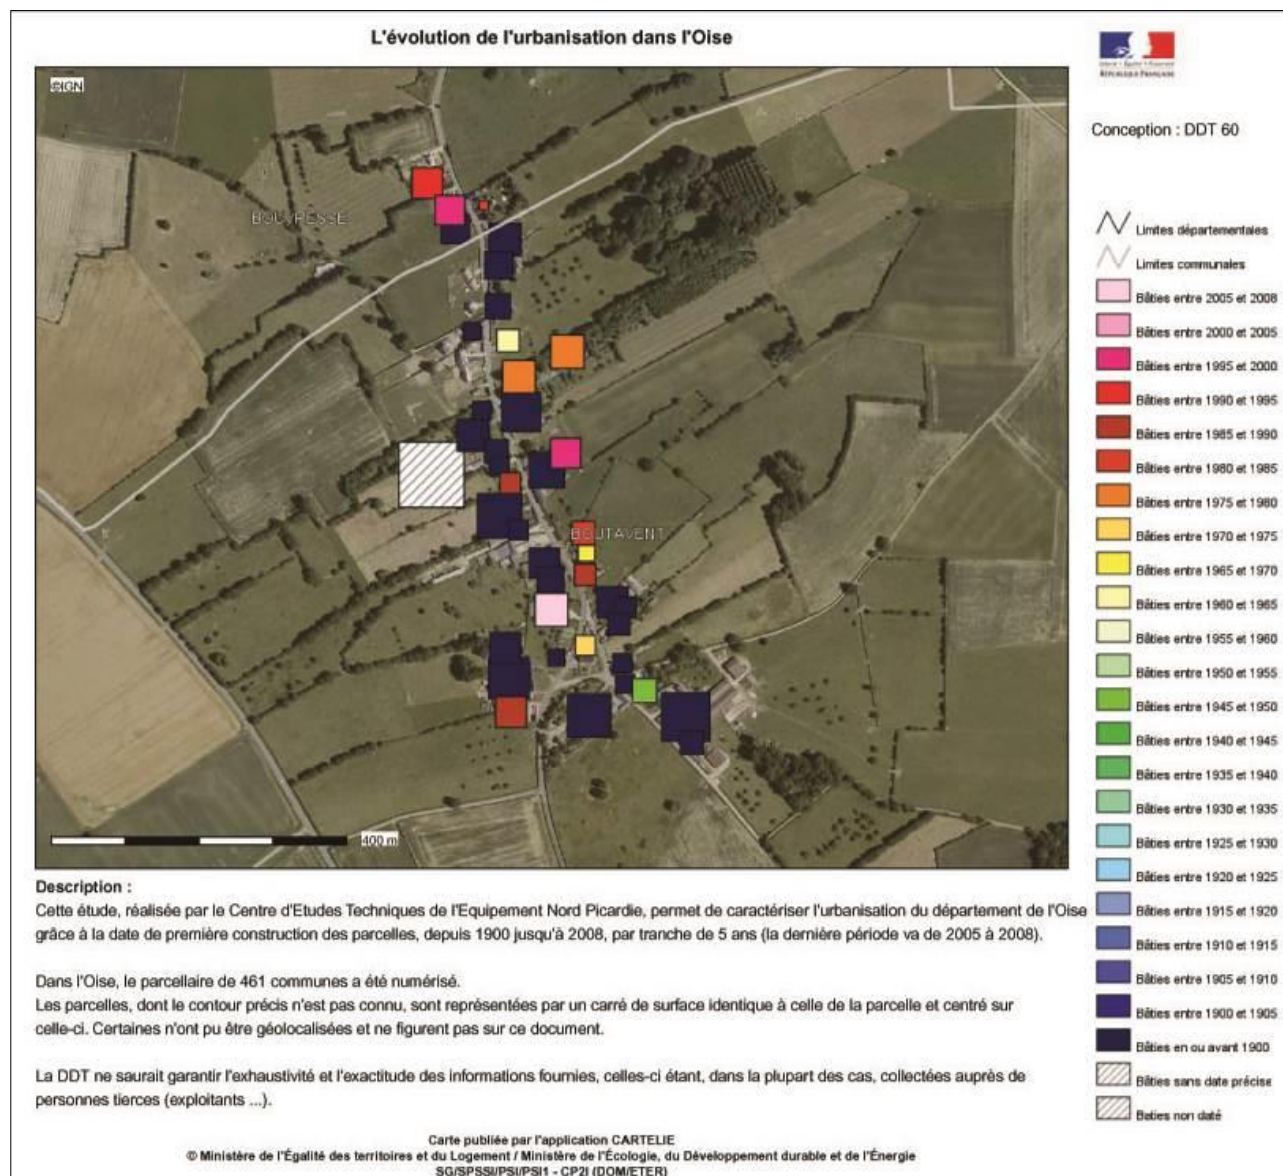 L'évolution de l'urbanisation dans l'Oise
©IGN
RÉPUBLIQUE FRANÇAISE
Conception : DDT 60
BOUVRESSE
BOUTAVENT
400 m
Limites départementales
Limites communales
Bâties entre 2005 et 2008
Bâties entre 2000 et 2005
Bâties entre 1995 et 2000
Bâties entre 1990 et 1995
Bâties entre 1985 et 1990
Bâties entre 1980 et 1985
Bâties entre 1975 et 1980
Bâties entre 1970 et 1975
Bâties entre 1965 et 1970
Bâties entre 1960 et 1965
Bâties entre 1955 et 1960
Bâties entre 1950 et 1955
Bâties entre 1945 et 1950
Bâties entre 1940 et 1945
Bâties entre 1935 et 1940
Bâties entre 1930 et 1935
Bâties entre 1925 et 1930
Bâties entre 1920 et 1925
Bâties entre 1915 et 1920
Bâties entre 1910 et 1915
Bâties entre 1905 et 1910
Bâties entre 1900 et 1905
Bâties en ou avant 1900
Bâties sans date précise
Baties non daté
Description :
Cette étude, réalisée par le Centre d'Etudes Techniques de l'Equipement Nord Picardie, permet de caractériser l'urbanisation du département de l'Oise
grâce à la date de première construction des parcelles, depuis 1900 jusqu'à 2008, par tranche de 5 ans (la dernière période va de 2005 à 2008).
Dans l'Oise, le parcellaire de 461 communes a été numérisé.
Les parcelles, dont le contour précis n'est pas connu, sont représentées par un carré de surface identique à celle de la parcelle et centré sur
celle-ci. Certaines n'ont pu être géolocalisées et ne figurent pas sur ce document.
La DDT ne saurait garantir l'exhaustivité et l'exactitude des informations fournies, celles-ci étant, dans la plupart des cas, collectées auprès de
personnes tierces (exploitants ...).
Carte publiée par l'application CARTELIE
© Ministère de l'Égalité des territoires et du Logement / Ministère de l'Écologie, du Développement durable et de l'Énergie
SG/SPSSI/PSI/PSI1 - CP2I (DOM/ETER)